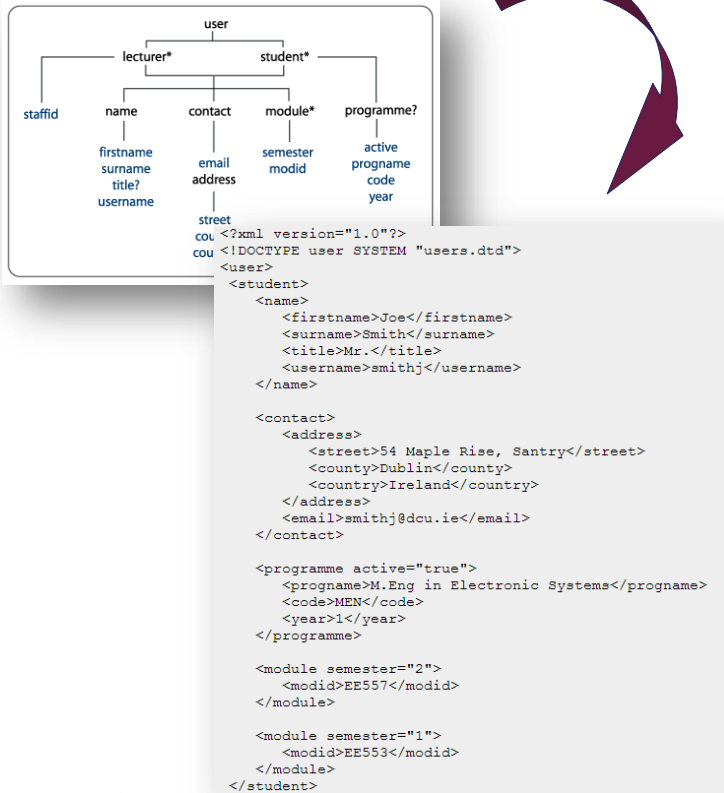 user
lecturer* student*
staffid name contact module* programme?
firstname
surname
title?
username
email
address
semester
modid
active
progname
code
year
street
<?xml version="1.0"?>
<!DOCTYPE user SYSTEM "users.dtd">
<user>
<student>
<name>
<firstname>Joe</firstname>
<surname>Smith</surname>
<title>Mr.</title>
<username>smithj</username>
</name>
<contact>
<address>
<street>54 Maple Rise, Santry</street>
<county>Dublin</county>
<country>Ireland</country>
</address>
<email>smithj@dcu.ie</email>
</contact>
<programme active="true">
<progname>M.Eng in Electronic Systems</progname>
<code>MEN</code>
<year>1</year>
</programme>
<module semester="2">
<modid>EE557</modid>
</module>
<module semester="1">
<modid>EE553</modid>
</module>
</student>